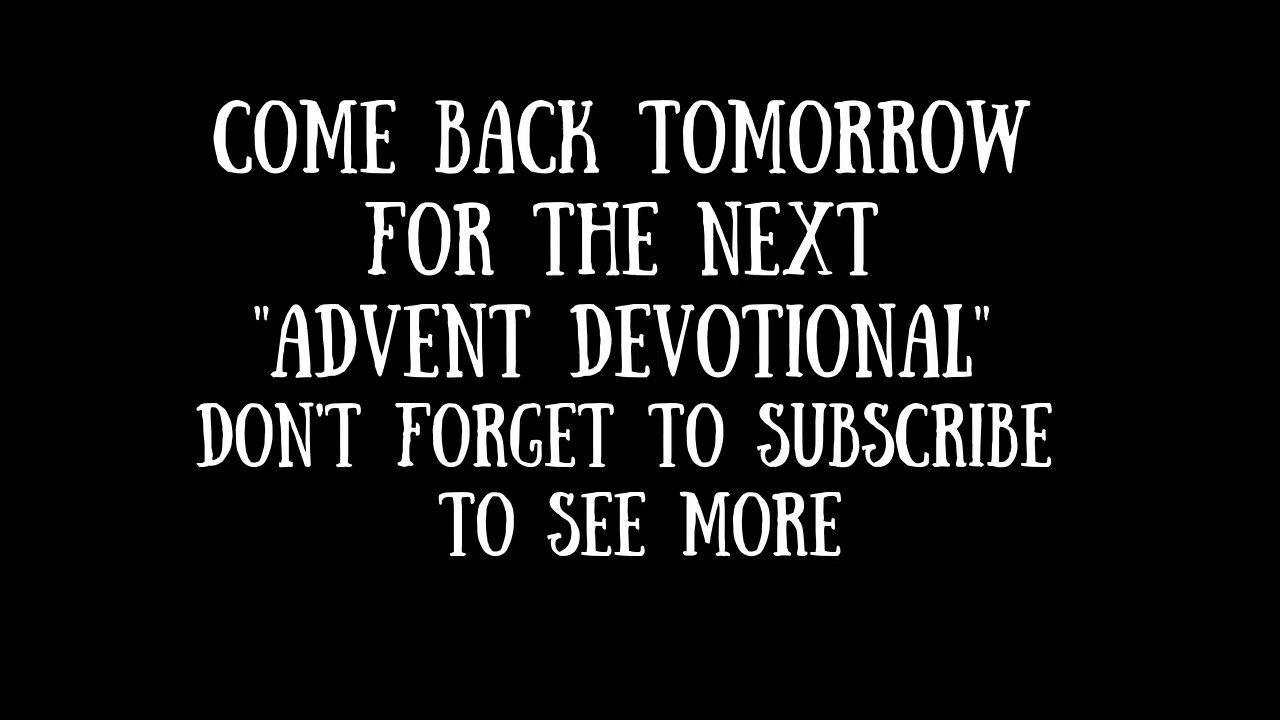 COME BACK TOMORROW
FOR THE NEXT
"ADVENT DEVOTIONAL"
DON'T FORGET TO SUBSCRIBE
TO SEE MORE